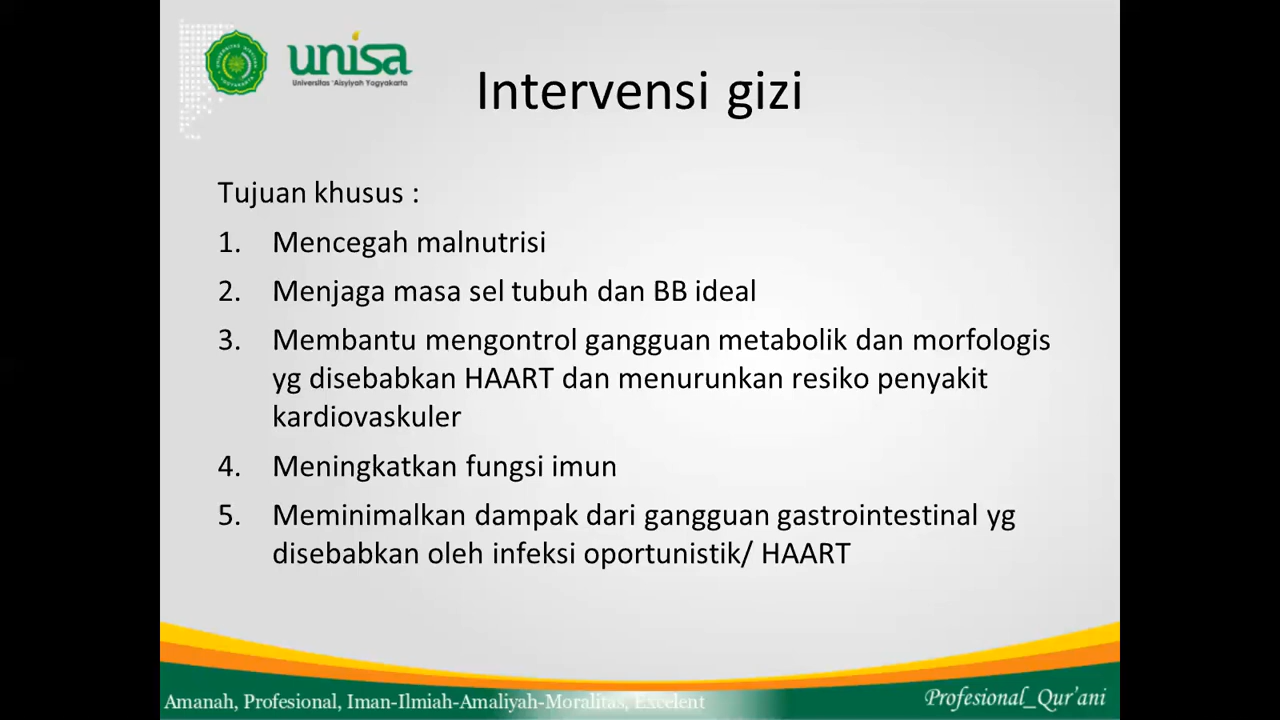 unisa
Universitas 'Aisyiyah Yogyakarta
Intervensi gizi
Tujuan khusus :
1. Mencegah malnutrisi
2. Menjaga masa sel tubuh dan BB ideal
3. Membantu mengontrol gangguan metabolik dan morfologis
yg disebabkan HAART dan menurunkan resiko penyakit
kardiovaskuler
4. Meningkatkan fungsi imun
5. Meminimalkan dampak dari gangguan gastrointestinal yg
disebabkan oleh infeksi oportunistik/ HAART
Amanah, Profesional, Iman-Ilmiah-Amaliyah-Moralitas, Excelent
Profesional_Qur'ani